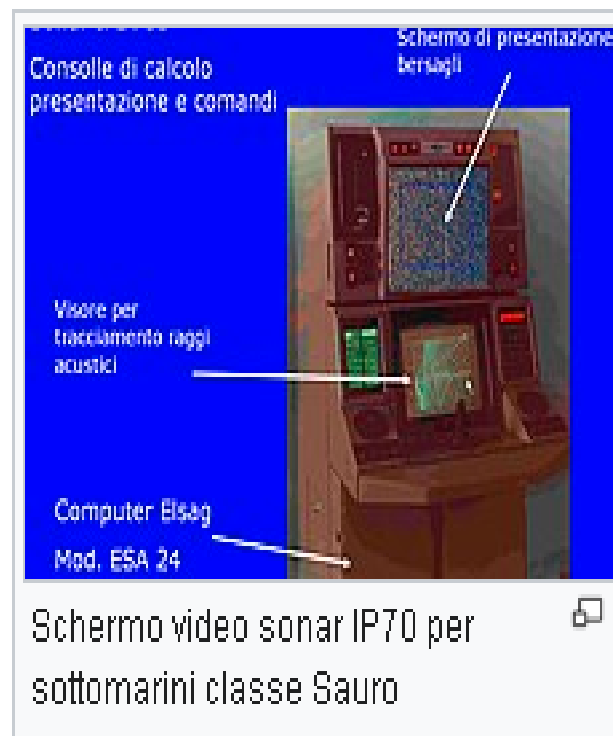 Consolle di calcolo
presentazione e comandi
Schermo di presentazione
bersagli
Visore per
tracciamento raggi
acustici
Computer Elsag
Mod. ESA 24
Schermo video sonar IP70 per
sottomarini classe Sauro